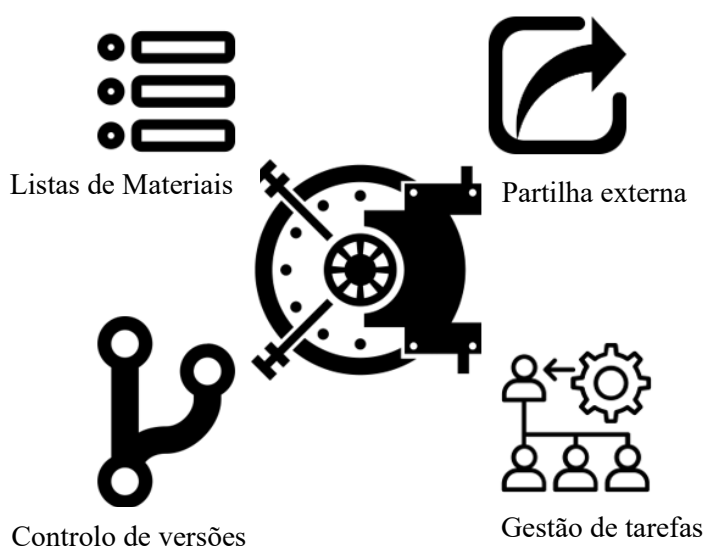 Listas de Materiais
Partilha externa
Controlo de versões
Gestão de tarefas